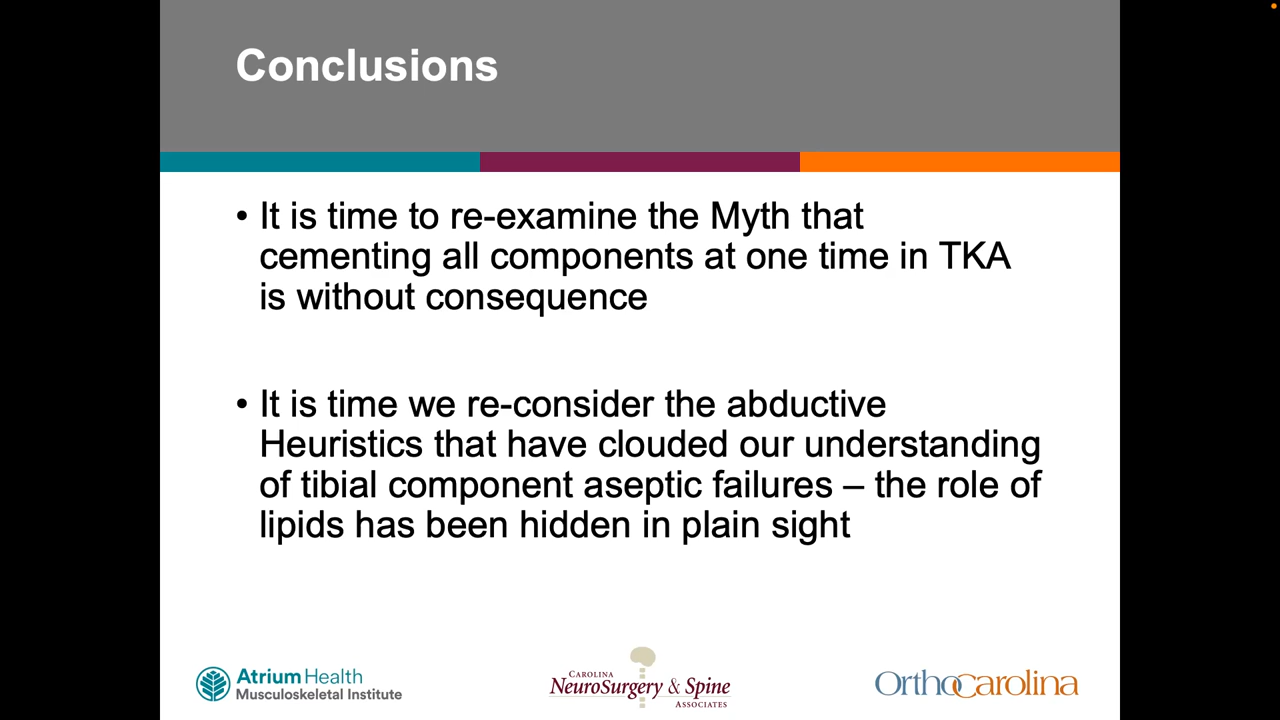 Conclusions
• It is time to re-examine the Myth that
cementing all components at one time in TKA
is without consequence
• It is time we re-consider the abductive
Heuristics that have clouded our understanding
of tibial component aseptic failures – the role of
lipids has been hidden in plain sight
Atrium Health
Musculoskeletal Institute
Carolina
NeuroSurgery & Spine
Associates
OrthoCarolina